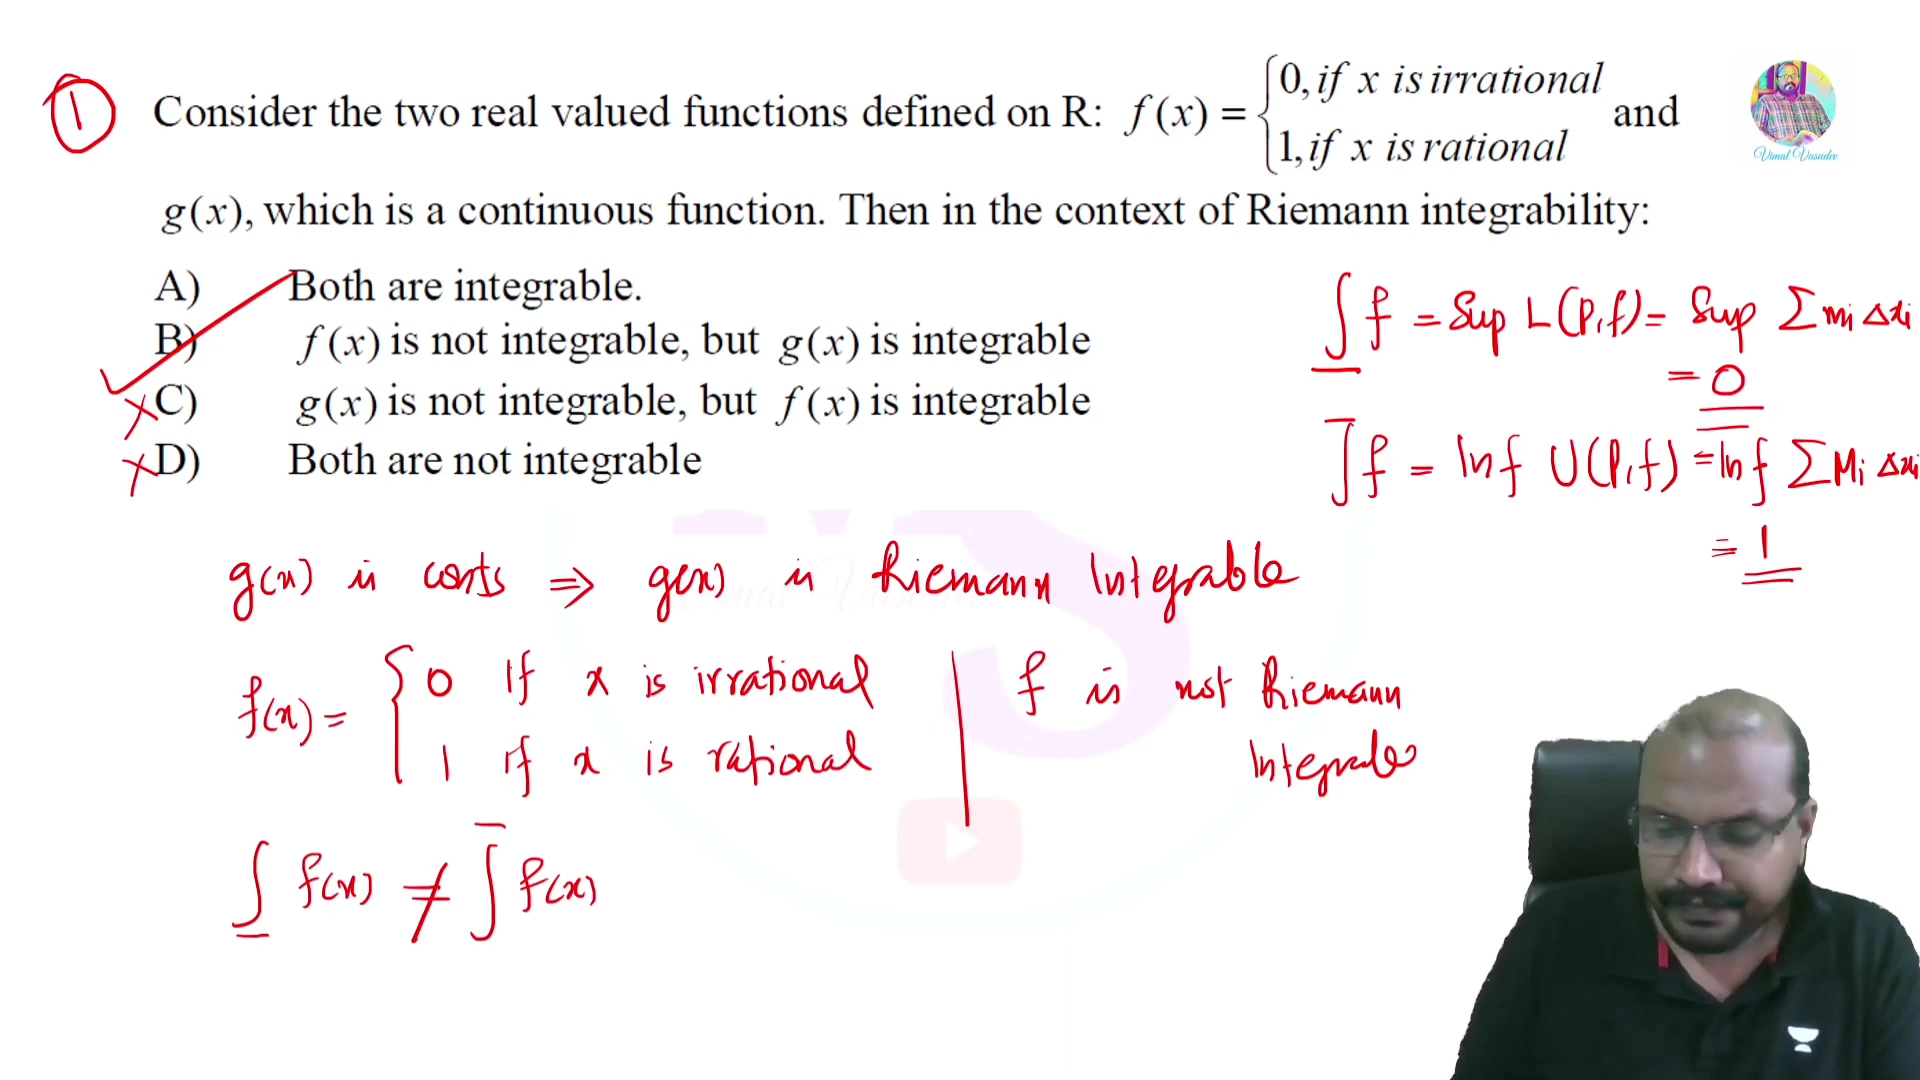 1
Consider the two real valued functions defined on R: f(x) = {0, if x is irrational
1, if x is rational
and
Vimal Vasudev
g(x), which is a continuous function. Then in the context of Riemann integrability:
A) Both are integrable.
B) f(x) is not integrable, but g(x) is integrable
C) g(x) is not integrable, but f(x) is integrable
D) Both are not integrable
∫ f = Sup L(P,f) = Sup Σ mi Δxi
= 0
∫ f = Inf U(P,f) = Inf Σ Mi Δxi
= 1
g(x) is conts ⇒ g(x) is Riemann Integrable
f(x) = { 0 If x is irrational
1 if x is rational
f is not Riemann
Integrable
∫ f(x) ≠ ∫ f(x)